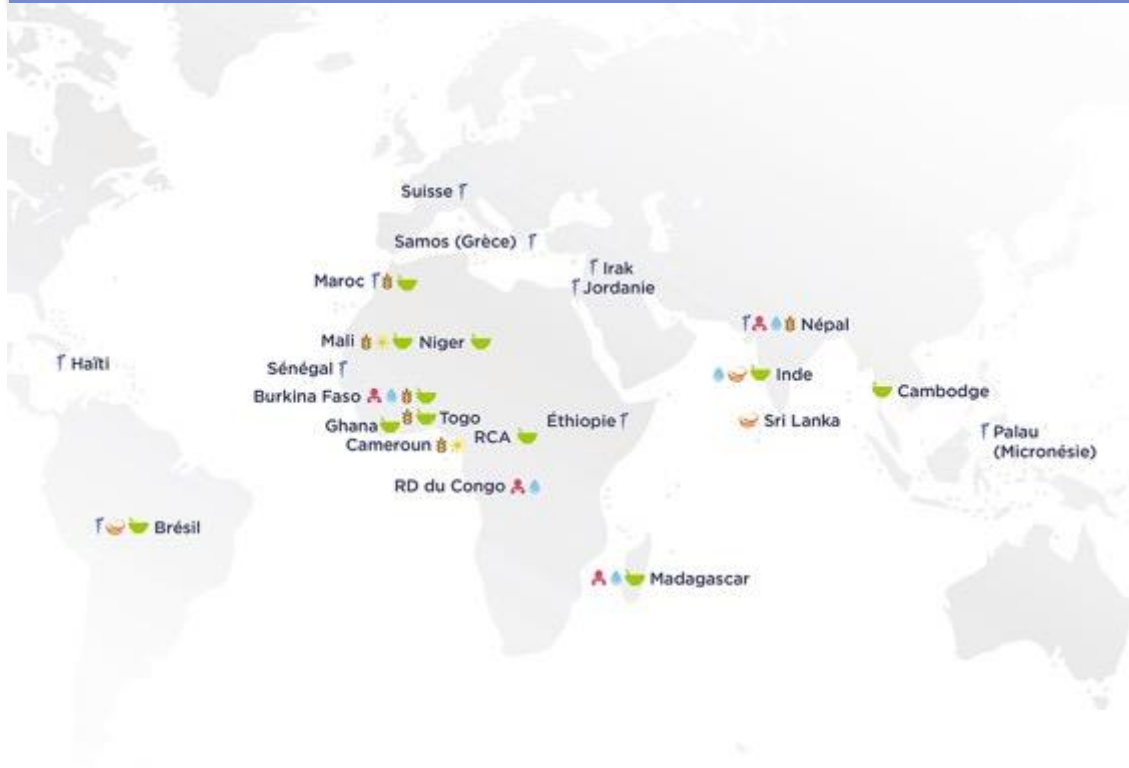 Suisse
Samos (Grèce)
Irak
Maroc
Jordanie
Népal
Mali
Niger
Haïti
Sénégal
Inde
Burkina Faso
Cambodge
Togo
Éthiopie
Sri Lanka
Ghana
RCA
Palau
(Micronésie)
Cameroun
RD du Congo
Brésil
Madagascar